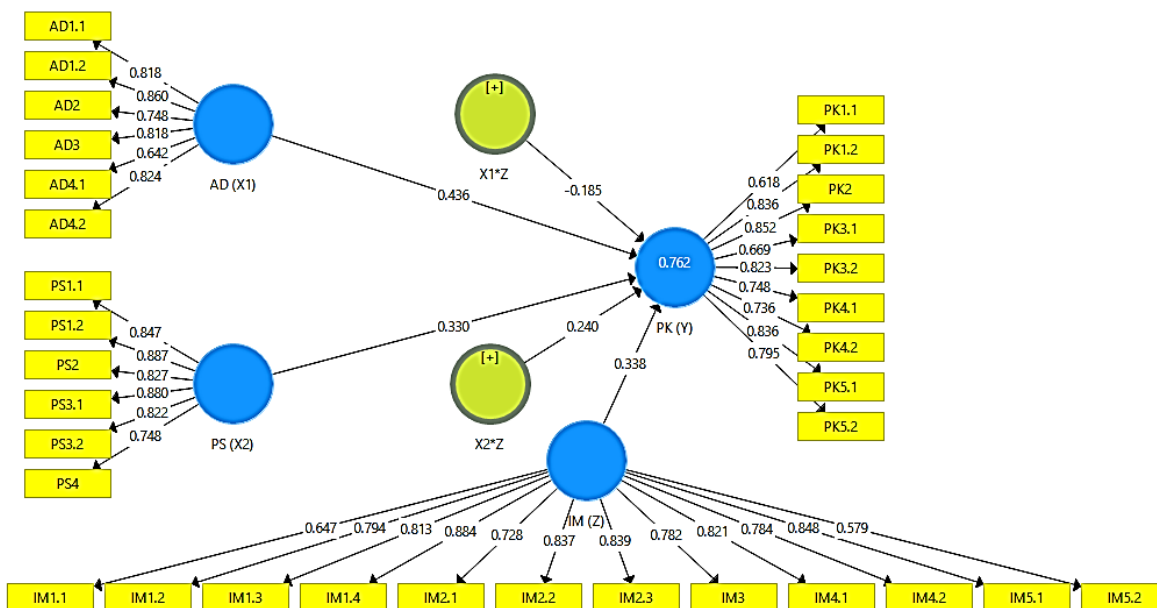 AD1.1
AD1.2
AD2
AD3
AD4.1
AD4.2
0.818
0.860
0.748
0.818
0.642
0.824
AD (X1)
[+]
X1*Z
0.436
-0.185
PS1.1
PS1.2
PS2
PS3.1
PS3.2
PS4
0.847
0.887
0.827
0.880
0.822
0.748
PS (X2)
0.330
[+]
X2*Z
0.240
0.762
PK (Y)
0.338
0.618
0.836
0.852
0.669
0.823
0.748
0.736
0.836
0.795
PK1.1
PK1.2
PK2
PK3.1
PK3.2
PK4.1
PK4.2
PK5.1
PK5.2
IM (Z)
0.647
0.794
0.813
0.884
0.728
0.837
0.839
0.782
0.821
0.784
0.848
0.579
IM1.1
IM1.2
IM1.3
IM1.4
IM2.1
IM2.2
IM2.3
IM3
IM4.1
IM4.2
IM5.1
IM5.2